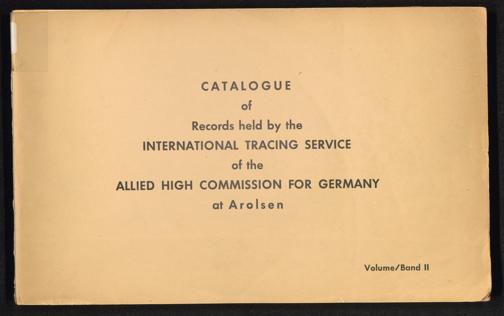 CATALOGUE
of
Records held by the
INTERNATIONAL TRACING SERVICE
of the
ALLIED HIGH COMMISSION FOR GERMANY
at Arolsen
Volume/Band II